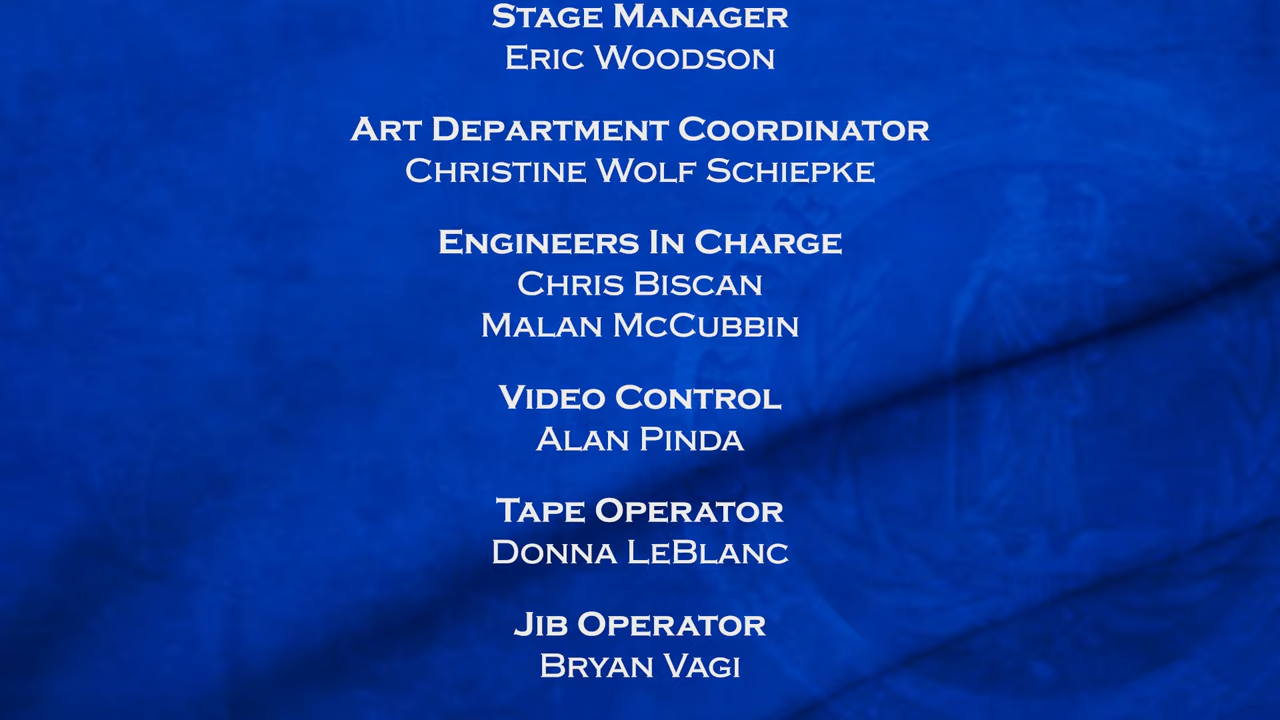 Stage Manager
Eric Woodson
Art Department Coordinator
Christine Wolf Schiepke
Engineers In Charge
Chris Biscan
Malan McCubbin
Video Control
Alan Pinda
Tape Operator
Donna LeBlanc
Jib Operator
Bryan Vagi